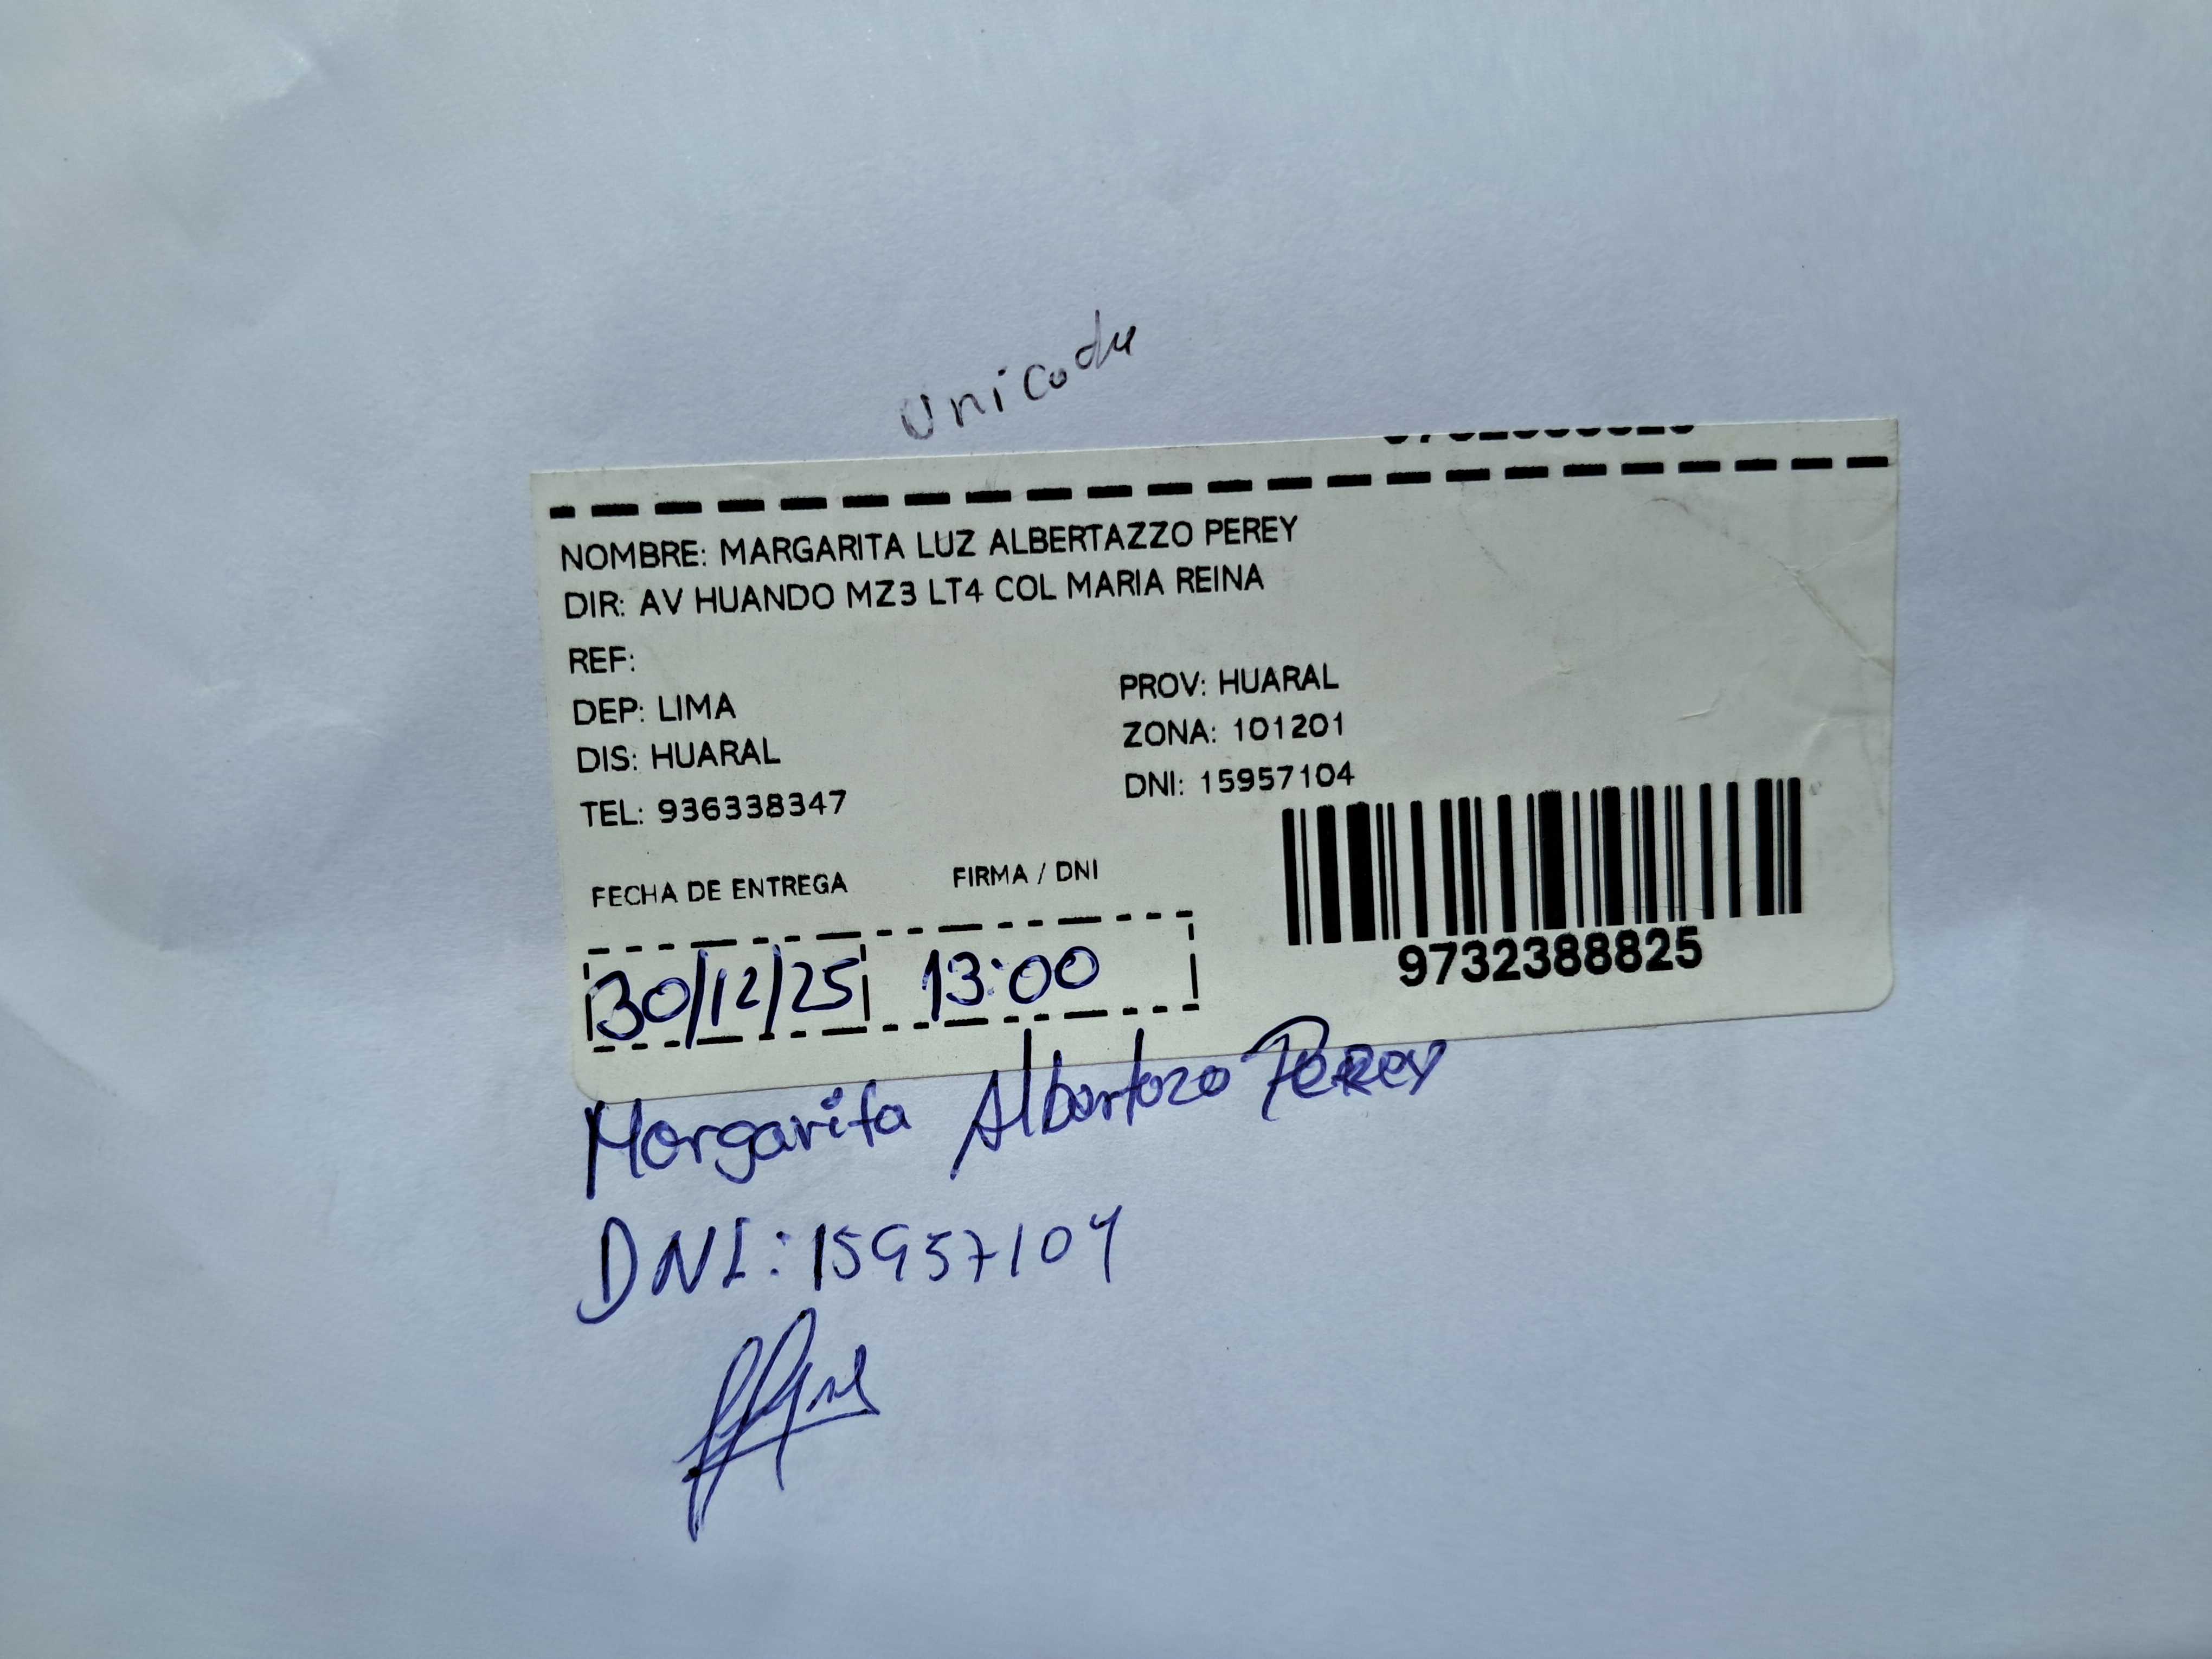 Unicode
NOMBRE: MARGARITA LUZ ALBERTAZZO PEREY
DIR: AV HUANDO MZ3 LT4 COL MARIA REINA
REF:
DEP: LIMA PROV: HUARAL
DIS: HUARAL ZONA: 101201
TEL: 936338347 DNI: 15957104
FECHA DE ENTREGA FIRMA / DNI
30/12/25 13:00
9732388825
Margarita Albertazo Perey
DNI: 15957104